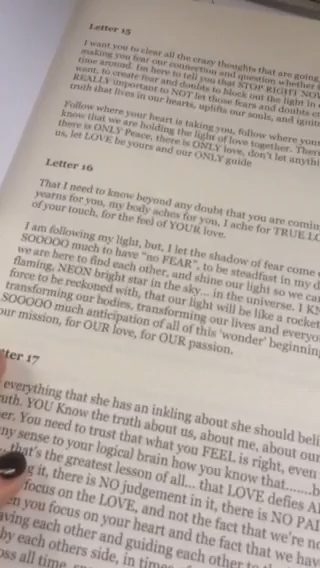 Letter 15
I want you to clear all the crazy thoughts that are going
making you fear our connection and question whether
time around. I'm here to tell you that STOP RIGHT NOW
want, to create fear and doubts to block out the light in
REALLY important to NOT let those fears and doubts
truth that lives in our hearts, uplifts our souls, and
Follow where your heart is taking you, follow where
know that we are holding the light of love together.
there is ONLY Peace, there is ONLY love, don't let
us, let LOVE be yours and our ONLY guide
Letter 16
That I need to know beyond any doubt that you are
yearns for you, my body aches for you, I ache for TRUE
of your touch, for the feel of YOUR love.
I am following my light, but, I let the shadow of fear come
SOOOOO much to have "no FEAR", to be steadfast in my
we are here to find each other, and shine our light so we
flaming, NEON bright star in the sky... in the universe. I
force to be reckoned with, that our light will be like a rocket
transforming our bodies, transforming our lives and
SOOOOO much anticipation of all of this 'wonder' beginning
our mission, for OUR love, for OUR passion.
ter 17
everything that she has an inkling about she should
uth. YOU Know the truth about us, about me, about our
er. You need to trust that what you FEEL is right, even
ny sense to your logical brain how you know that
that's the greatest lesson of all... that LOVE defies
g it, there is NO judgement in it, there is NO
focus on the LOVE, and not the fact that we're
n you focus on your heart and the fact that we
aving each other and guiding each other to
by each others side, in times
oss all time,